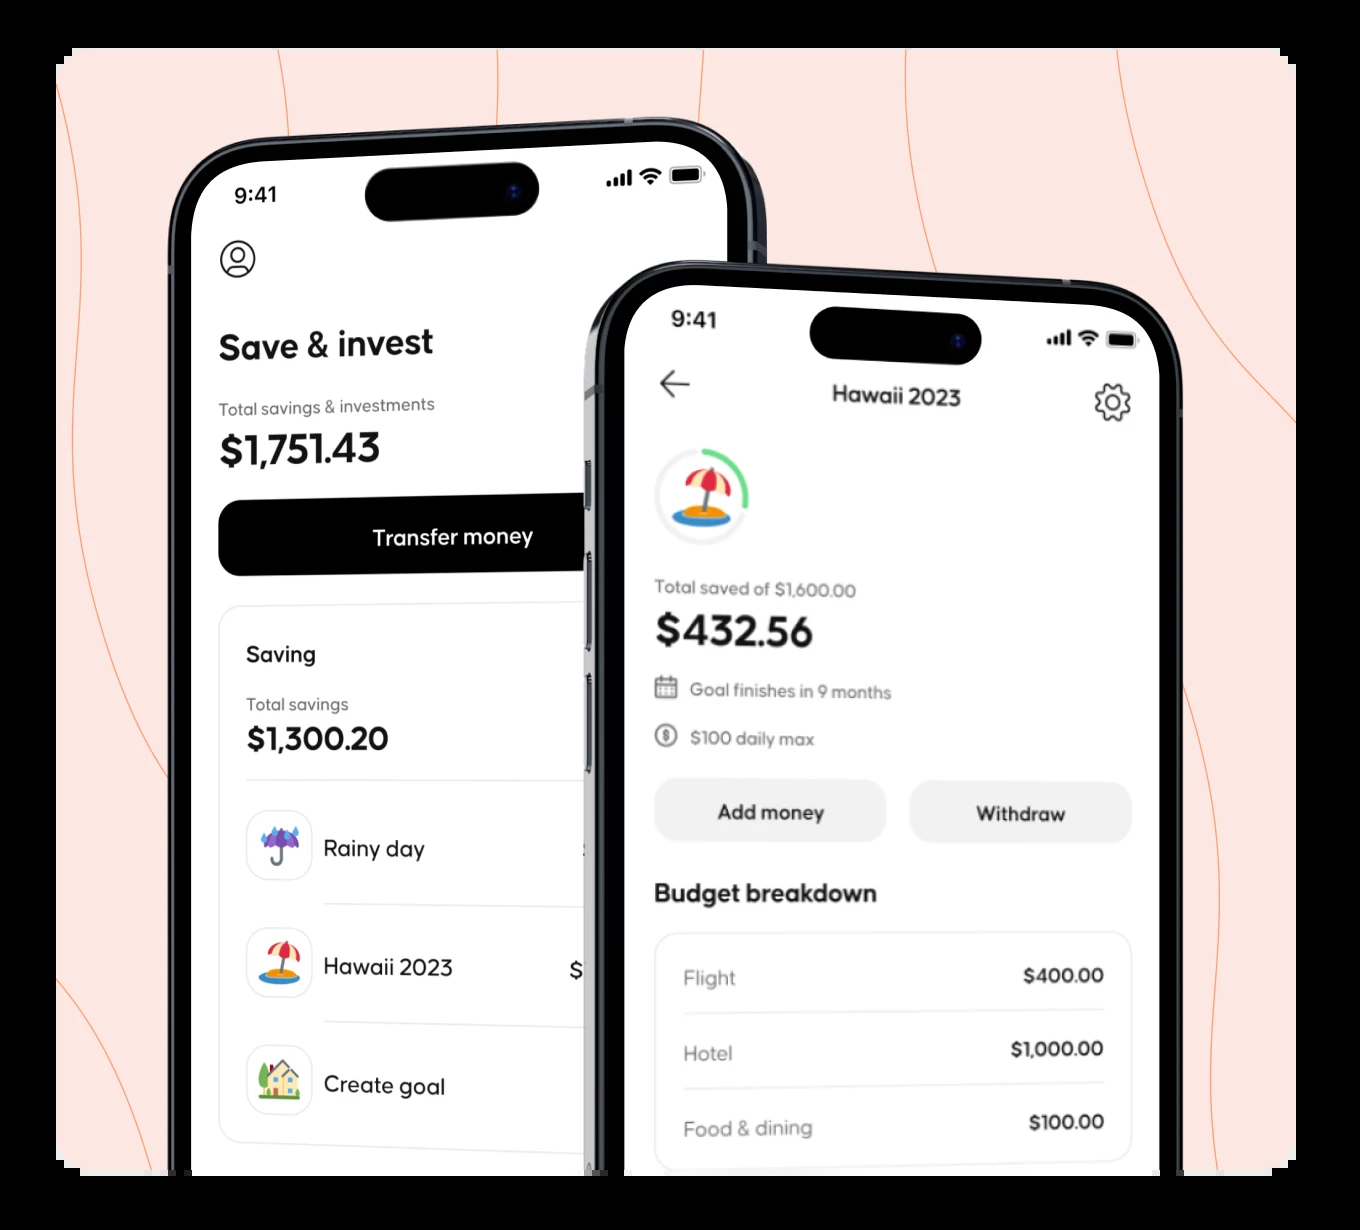 9:41
Save & invest
Total savings & investments
$1,751.43
Transfer money
Saving
Total savings
$1,300.20
Rainy day
Hawaii 2023
$
Create goal
9:41
Hawaii 2023
Total saved of $1,600.00
$432.56
Goal finishes in 9 months
$100 daily max
Add money
Withdraw
Budget breakdown
Flight $400.00
Hotel $1,000.00
Food & dining $100.00